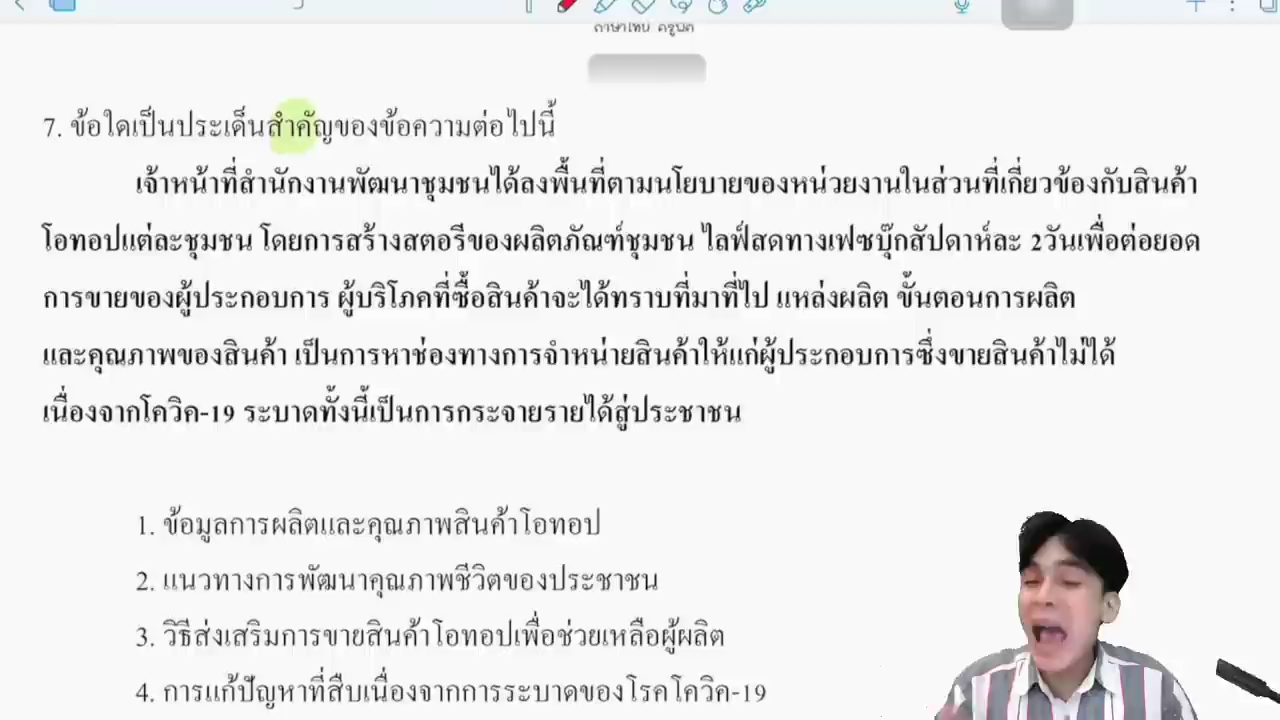 ภาษาไทย ครูบิต
7. ข้อใดเป็นประเด็นสำคัญของข้อความต่อไปนี้
เจ้าหน้าที่สำนักงานพัฒนาชุมชนได้ลงพื้นที่ตามนโยบายของหน่วยงานในส่วนที่เกี่ยวข้องกับสินค้า
โอทอปแต่ละชุมชน โดยการสร้างสตอรีของผลิตภัณฑ์ชุมชน ไลฟ์สดทางเฟซบุ๊กสัปดาห์ละ 2วันเพื่อต่อยอด
การขายของผู้ประกอบการ ผู้บริโภคที่ซื้อสินค้าจะได้ทราบที่มาที่ไป แหล่งผลิต ขั้นตอนการผลิต
และคุณภาพของสินค้า เป็นการหาช่องทางการจำหน่ายสินค้าให้แก่ผู้ประกอบการซึ่งขายสินค้าไม่ได้
เนื่องจากโควิค-19 ระบาดทั้งนี้เป็นการกระจายรายได้สู่ประชาชน
1. ข้อมูลการผลิตและคุณภาพสินค้าโอทอป
2. แนวทางการพัฒนาคุณภาพชีวิตของประชาชน
3. วิธีส่งเสริมการขายสินค้าโอทอปเพื่อช่วยเหลือผู้ผลิต
4. การแก้ปัญหาที่สืบเนื่องจากการระบาดของโรคโควิค-19